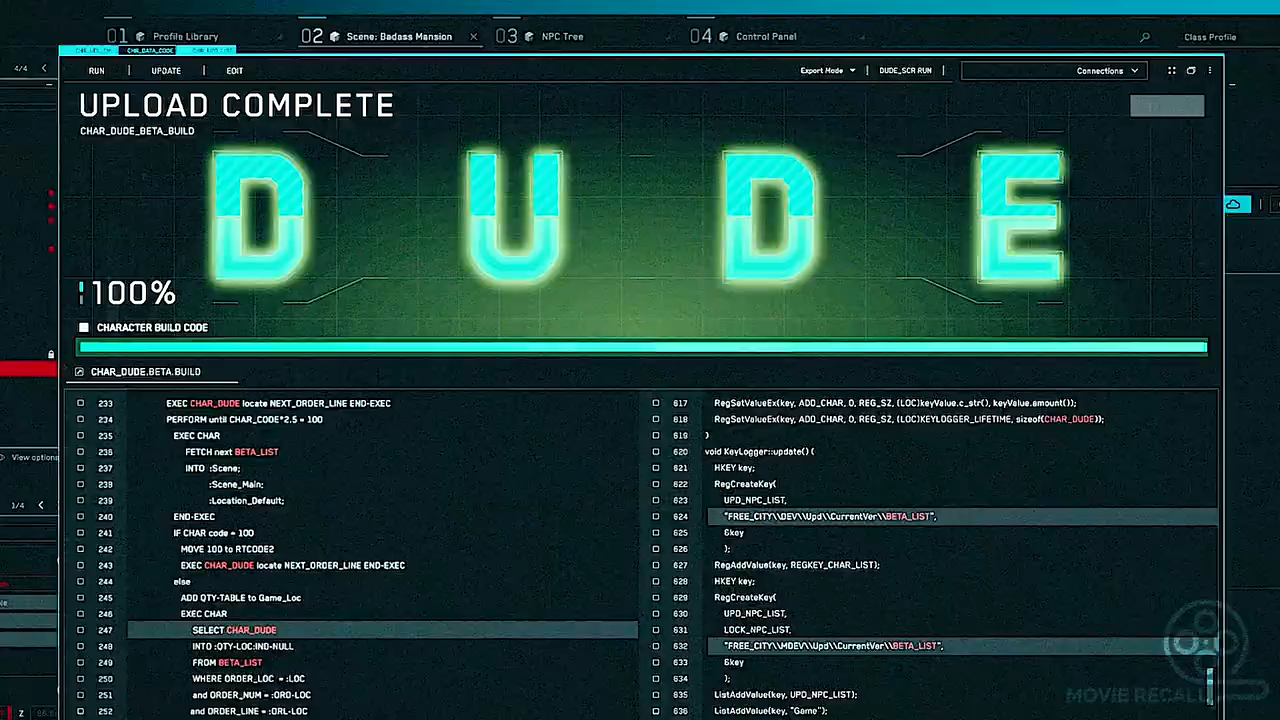 01 Profile Library
02 Scene: Badass Mansion
03 NPC Tree
04 Control Panel
Class Profile
CHAR_DATA_CODE
4/4
RUN | UPDATE | EDIT
Export Mode | DUDE_SCR RUN | Connections
UPLOAD COMPLETE
CHAR_DUDE_BETA_BUILD
DUDE
100%
CHARACTER BUILD CODE
CHAR_DUDE.BETA.BUILD
View options
1/4
233 EXEC CHAR_DUDE locate NEXT_ORDER_LINE END-EXEC
234 PERFORM until CHAR_CODE*2.5 = 100
235 EXEC CHAR
236 FETCH next BETA_LIST
237 INTO :Scene;
238 :Scene_Main;
239 :Location_Default;
240 END-EXEC
241 IF CHAR code = 100
242 MOVE 100 to RTCODE2
243 EXEC CHAR_DUDE locate NEXT_ORDER_LINE END-EXEC
244 else
245 ADD QTY-TABLE to Game_Loc
246 EXEC CHAR
247 SELECT CHAR_DUDE
248 INTO :QTY-LOC:IND-NULL
249 FROM BETA_LIST
250 WHERE ORDER_LOC = :LOC
251 and ORDER_NUM = :ORD-LOC
252 and ORDER_LINE = :ORL-LOC
617 RegSetValueEx(key, ADD_CHAR, 0, REG_SZ, (LOC)keyValue.c_str(), keyValue.amount());
618 RegSetValueEx(key, ADD_CHAR, 0, REG_SZ, (LOC)KEYLOGGER_LIFETIME, sizeof(CHAR_DUDE));
619 )
620 void KeyLogger::update() (
621 HKEY key;
622 RegCreateKey(
623 UPD_NPC_LIST,
624 "FREE_CITY\\DEV\\Upd\\CurrentVer\\BETA_LIST",
625 &key
626 );
627 RegAddValue(key, REGKEY_CHAR_LIST);
628 HKEY key;
629 RegCreateKey(
630 UPD_NPC_LIST,
631 LOCK_NPC_LIST,
632 "FREE_CITY\\MDEV\\Upd\\CurrentVer\\BETA_LIST",
633 &key
634 );
635 ListAddValue(key, UPD_NPC_LIST);
636 ListAddValue(key, "Game");
MOVIE RECALL